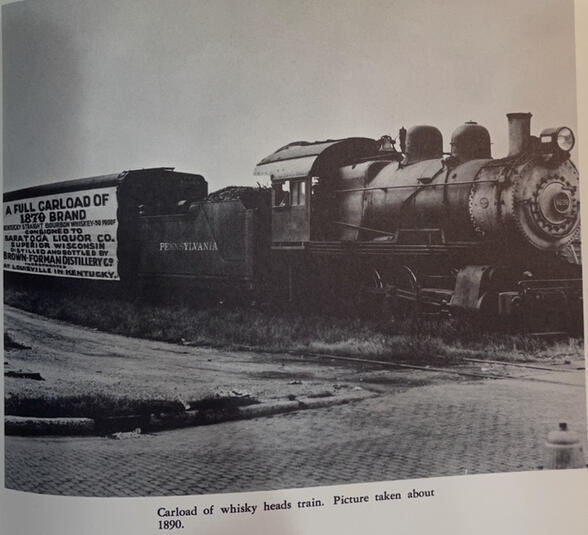 A FULL CARLOAD OF
1870 BRAND
KENTUCKY STRAIGHT BOURBON WHISKEY-90 PROOF
CONSIGNED TO
SARATOGA LIQUOR CO.
SUPERIOR WISCONSIN
DISTILLED AND BOTTLED BY
BROWN-FORMAN DISTILLERY CO.
AT LOUISVILLE IN KENTUCKY.
PENNSYLVANIA
Carload of whisky heads train. Picture taken about
1890.